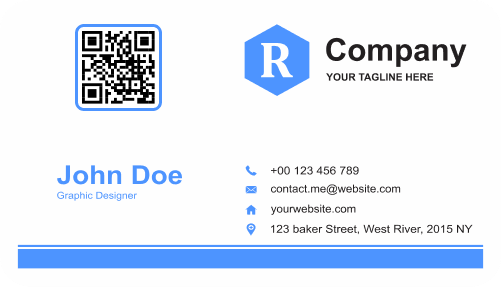 R
Company
YOUR TAGLINE HERE
John Doe
Graphic Designer
+00 123 456 789
contact.me@website.com
yourwebsite.com
123 baker Street, West River, 2015 NY